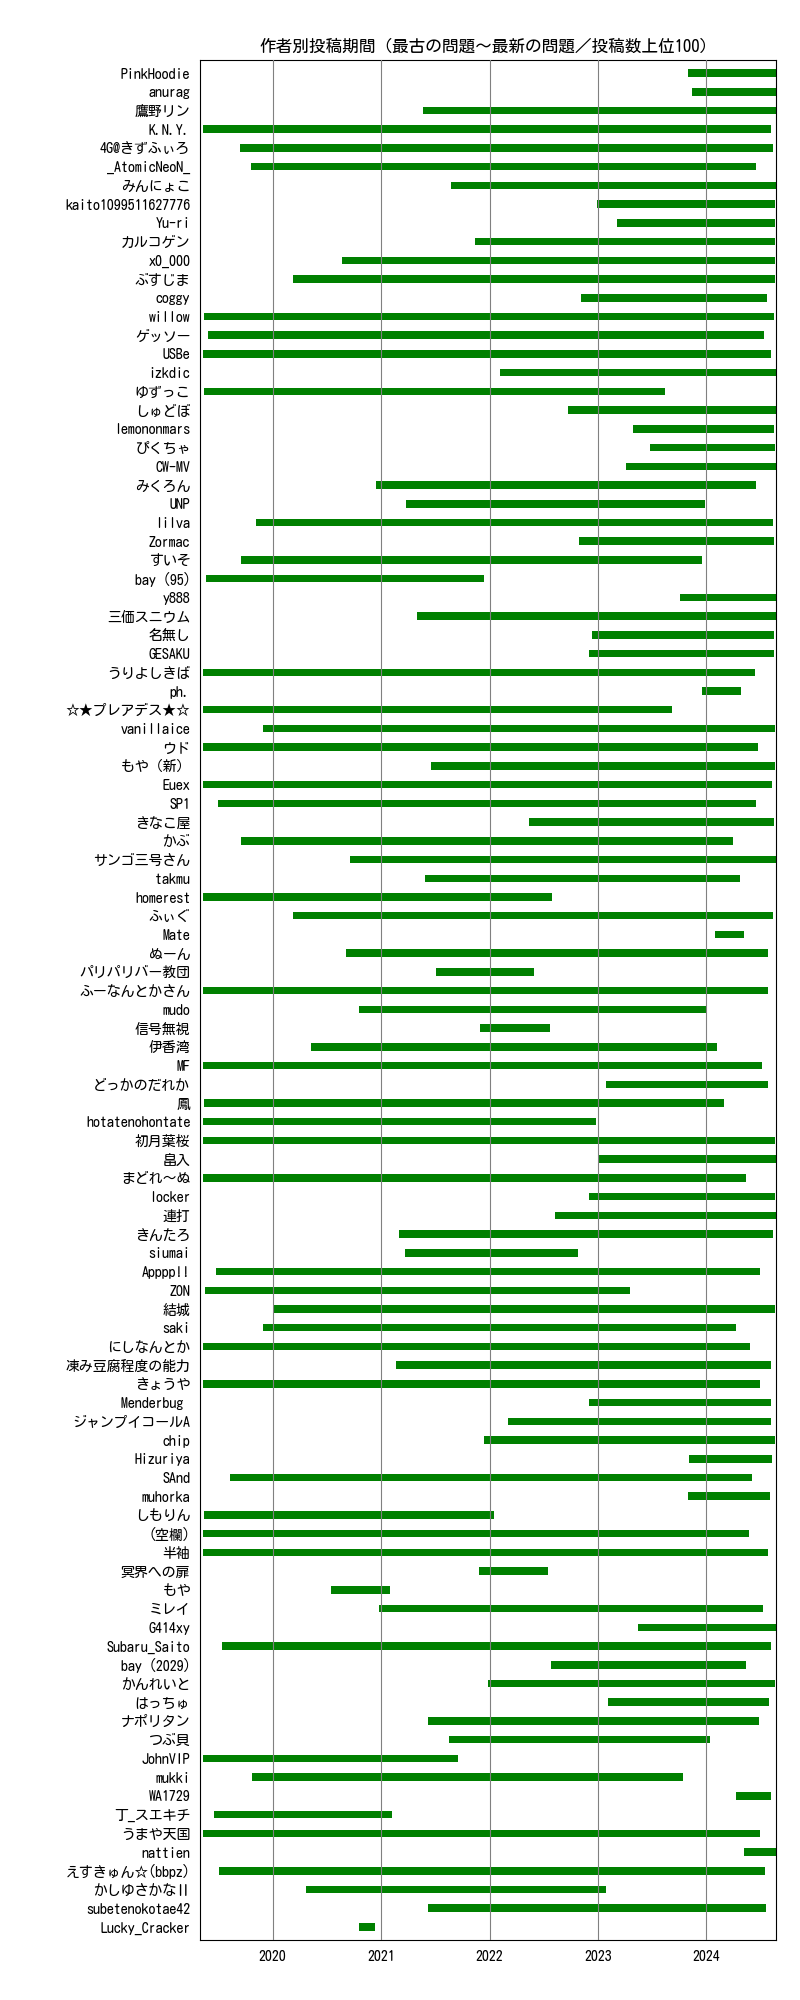 作者別投稿期間（最古の問題～最新の問題／投稿数上位100）
PinkHoodie
anurag
鷹野リン
K.N.Y.
4G@きずふぃろ
_AtomicNeoN_
みんにょこ
kaito1099511627776
Yu-ri
カルコゲン
x0_000
ぶすじま
coggy
willow
ゲッソー
USBe
izkdic
ゆずっこ
しゅどぼ
lemononmars
ぴくちゃ
CW-MV
みくろん
UNP
lilva
Zormac
すいそ
bay (95)
y888
三価スニウム
名無し
GESAKU
うりよしきば
ph.
☆★プレアデス★☆
vanillaice
ウド
もや（新）
Euex
SP1
きなこ屋
かぶ
サンゴ三号さん
takmu
homerest
ふぃぐ
Mate
ぬーん
パリパリバー教団
ふーなんとかさん
mudo
信号無視
伊香湾
MF
どっかのだれか
鳳
hotatenohontate
初月葉桜
畠入
まどれ～ぬ
locker
連打
きんたろ
siumai
Appppll
ZON
結城
saki
にしなんとか
凍み豆腐程度の能力
きょうや
Menderbug
ジャンプイコールA
chip
Hizuriya
SAnd
muhorka
しもりん
(空欄)
半袖
冥界への扉
もや
ミレイ
G414xy
Subaru_Saito
bay (2029)
かんれいと
はっちゅ
ナポリタン
つぶ貝
JohnVIP
mukki
WA1729
丁_スエキチ
うまや天国
nattien
えすきゅん☆(bbpz)
かしゆさかなⅡ
subetenokotae42
Lucky_Cracker
2020 2021 2022 2023 2024